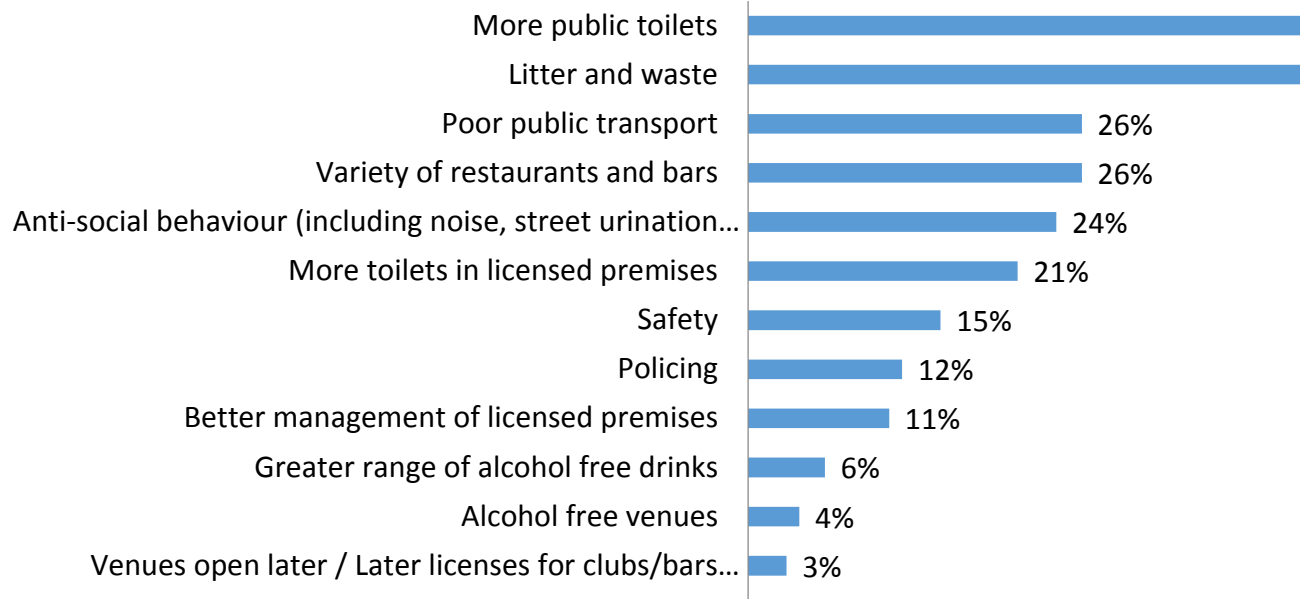 More public toilets
Litter and waste
Poor public transport 26%
Variety of restaurants and bars 26%
Anti-social behaviour (including noise, street urination… 24%
More toilets in licensed premises 21%
Safety 15%
Policing 12%
Better management of licensed premises 11%
Greater range of alcohol free drinks 6%
Alcohol free venues 4%
Venues open later / Later licenses for clubs/bars… 3%